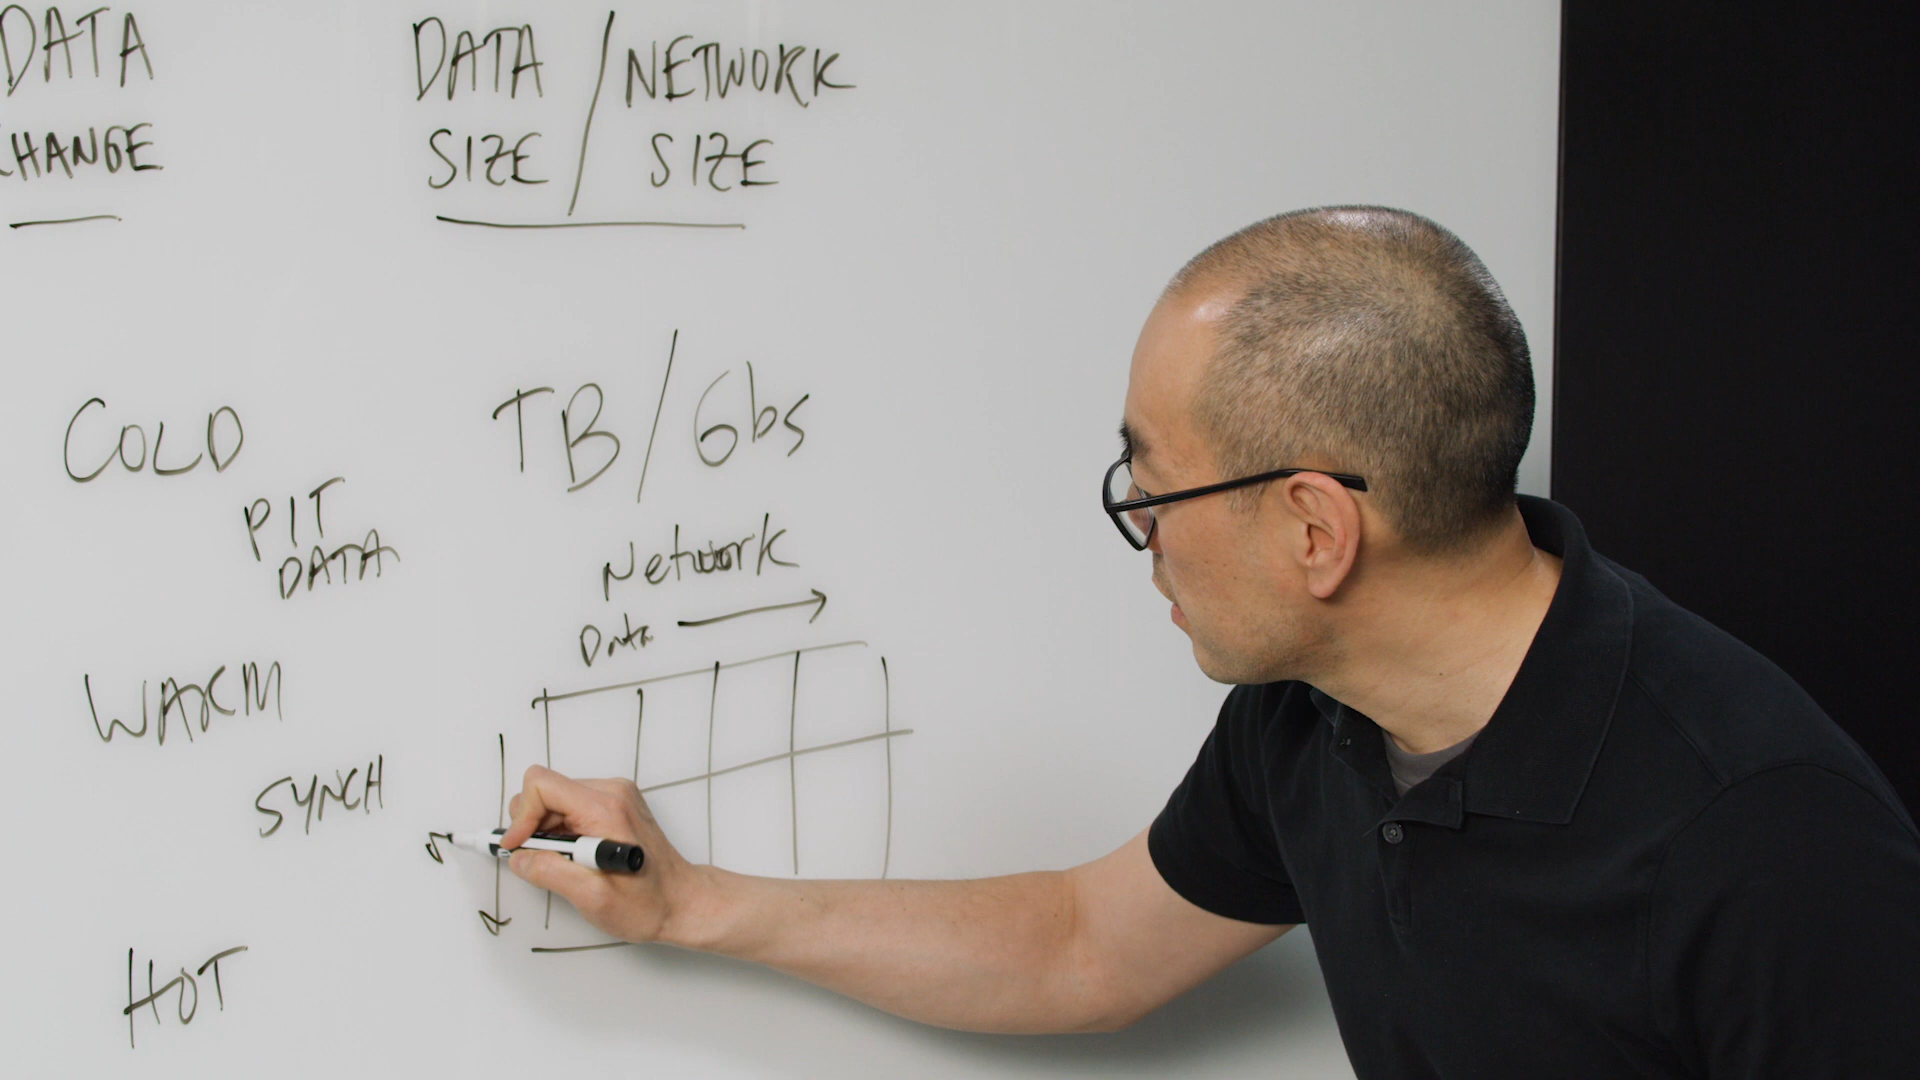 DATA
CHANGE
DATA / NETWORK
SIZE / SIZE
COLD
PIT
DATA
WARM
SYNCH
HOT
TB / Gbs
Network
Data